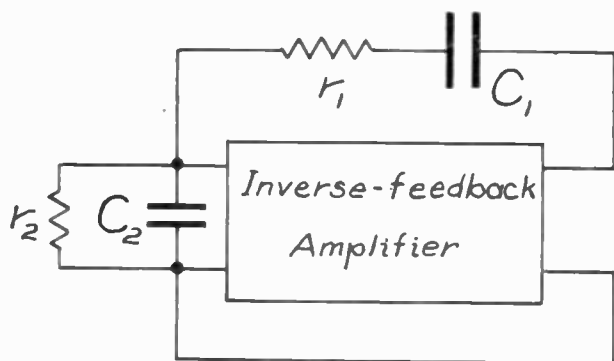 r₁
C₁
r₂
C₂
Inverse-feedback
Amplifier